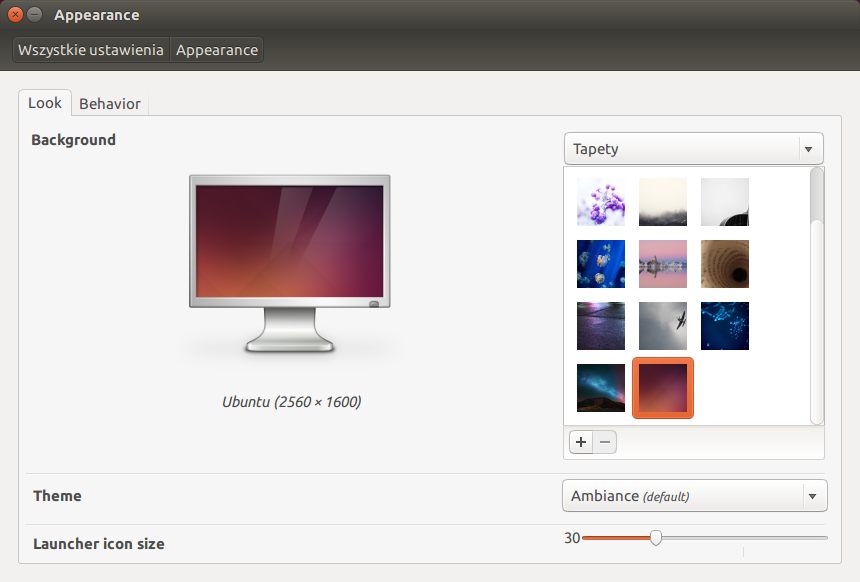 Appearance
Wszystkie ustawienia Appearance
Look Behavior
Background
Tapety
Ubuntu (2560 × 1600)
Theme
Ambiance (default)
Launcher icon size
30